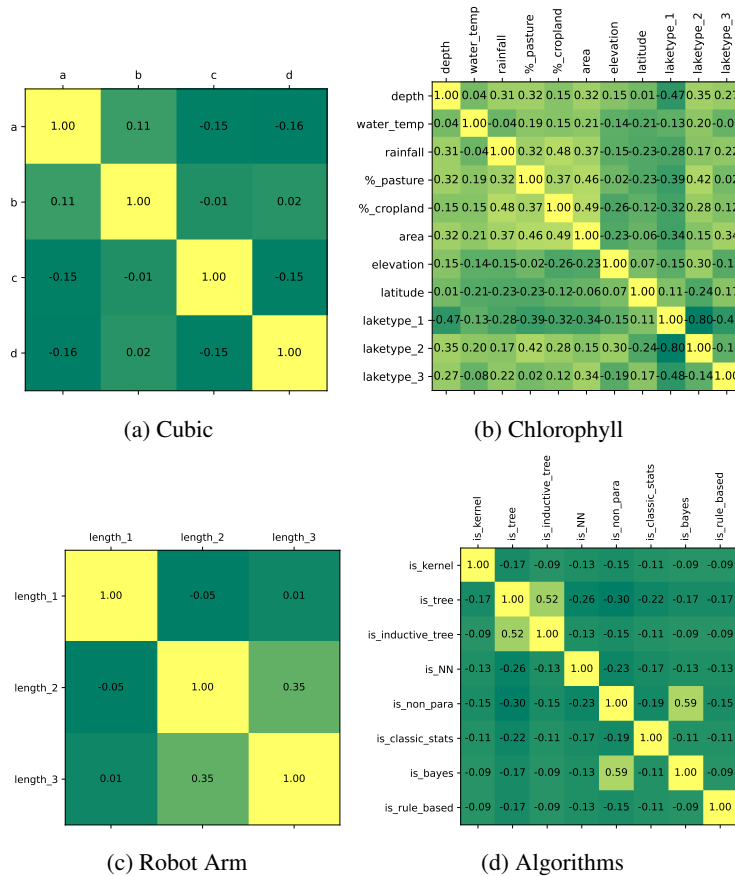 a b c d
a 1.00 0.11 -0.15 -0.16
b 0.11 1.00 -0.01 0.02
c -0.15 -0.01 1.00 -0.15
d -0.16 0.02 -0.15 1.00
(a) Cubic
depth water_temp rainfall %_pasture %_cropland area elevation latitude laketype_1 laketype_2 laketype_3
depth 1.00 0.04 0.31 0.32 0.15 0.32 0.15 0.01 -0.47 0.35 0.27
water_temp 0.04 1.00 -0.04 0.19 0.15 0.21 -0.14 -0.21 -0.13 0.20
rainfall 0.31 -0.04 1.00 0.32 0.48 0.37 -0.15 -0.23 -0.28 0.17 0.22
%_pasture 0.32 0.19 0.32 1.00 0.37 0.46 -0.02 -0.23 -0.39 0.42 0.02
%_cropland 0.15 0.15 0.48 0.37 1.00 0.49 -0.26 -0.12 -0.32 0.28 0.12
area 0.32 0.21 0.37 0.46 0.49 1.00 -0.23 -0.06 -0.34 0.15 0.34
elevation 0.15 -0.14 -0.15 -0.02 -0.26 -0.23 1.00 0.07 -0.15 0.30
latitude 0.01 -0.21 -0.23 -0.23 -0.12 -0.06 0.07 1.00 0.11 -0.24 0.17
laketype_1 -0.47 -0.13 -0.28 -0.39 -0.32 -0.34 -0.15 0.11 1.00 -0.80
laketype_2 0.35 0.20 0.17 0.42 0.28 0.15 0.30 -0.24 -0.80 1.00
laketype_3 0.27 -0.08 0.22 0.02 0.12 0.34 -0.19 0.17 -0.48 -0.14 1.00
(b) Chlorophyll
length_1 length_2 length_3
length_1 1.00 -0.05 0.01
length_2 -0.05 1.00 0.35
length_3 0.01 0.35 1.00
(c) Robot Arm
is_kernel is_tree is_inductive_tree is_NN is_non_para is_classic_stats is_bayes is_rule_based
is_kernel 1.00 -0.17 -0.09 -0.13 -0.15 -0.11 -0.09 -0.09
is_tree -0.17 1.00 0.52 -0.26 -0.30 -0.22 -0.17 -0.17
is_inductive_tree -0.09 0.52 1.00 -0.13 -0.15 -0.11 -0.09 -0.09
is_NN -0.13 -0.26 -0.13 1.00 -0.23 -0.17 -0.13 -0.13
is_non_para -0.15 -0.30 -0.15 -0.23 1.00 -0.19 0.59 -0.15
is_classic_stats -0.11 -0.22 -0.11 -0.17 -0.19 1.00 -0.11 -0.11
is_bayes -0.09 -0.17 -0.09 -0.13 0.59 -0.11 1.00 -0.09
is_rule_based -0.09 -0.17 -0.09 -0.13 -0.15 -0.11 -0.09 1.00
(d) Algorithms